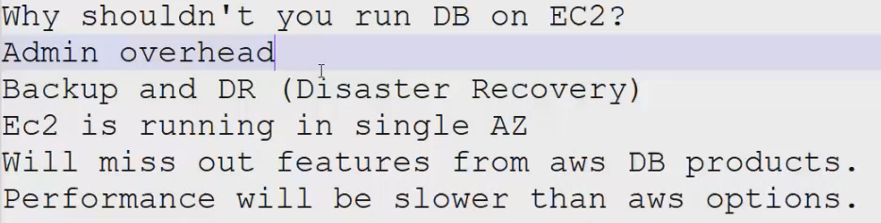 Why shouldn't you run DB on EC2?
Admin overhead
Backup and DR (Disaster Recovery)
Ec2 is running in single AZ
Will miss out features from aws DB products.
Performance will be slower than aws options.